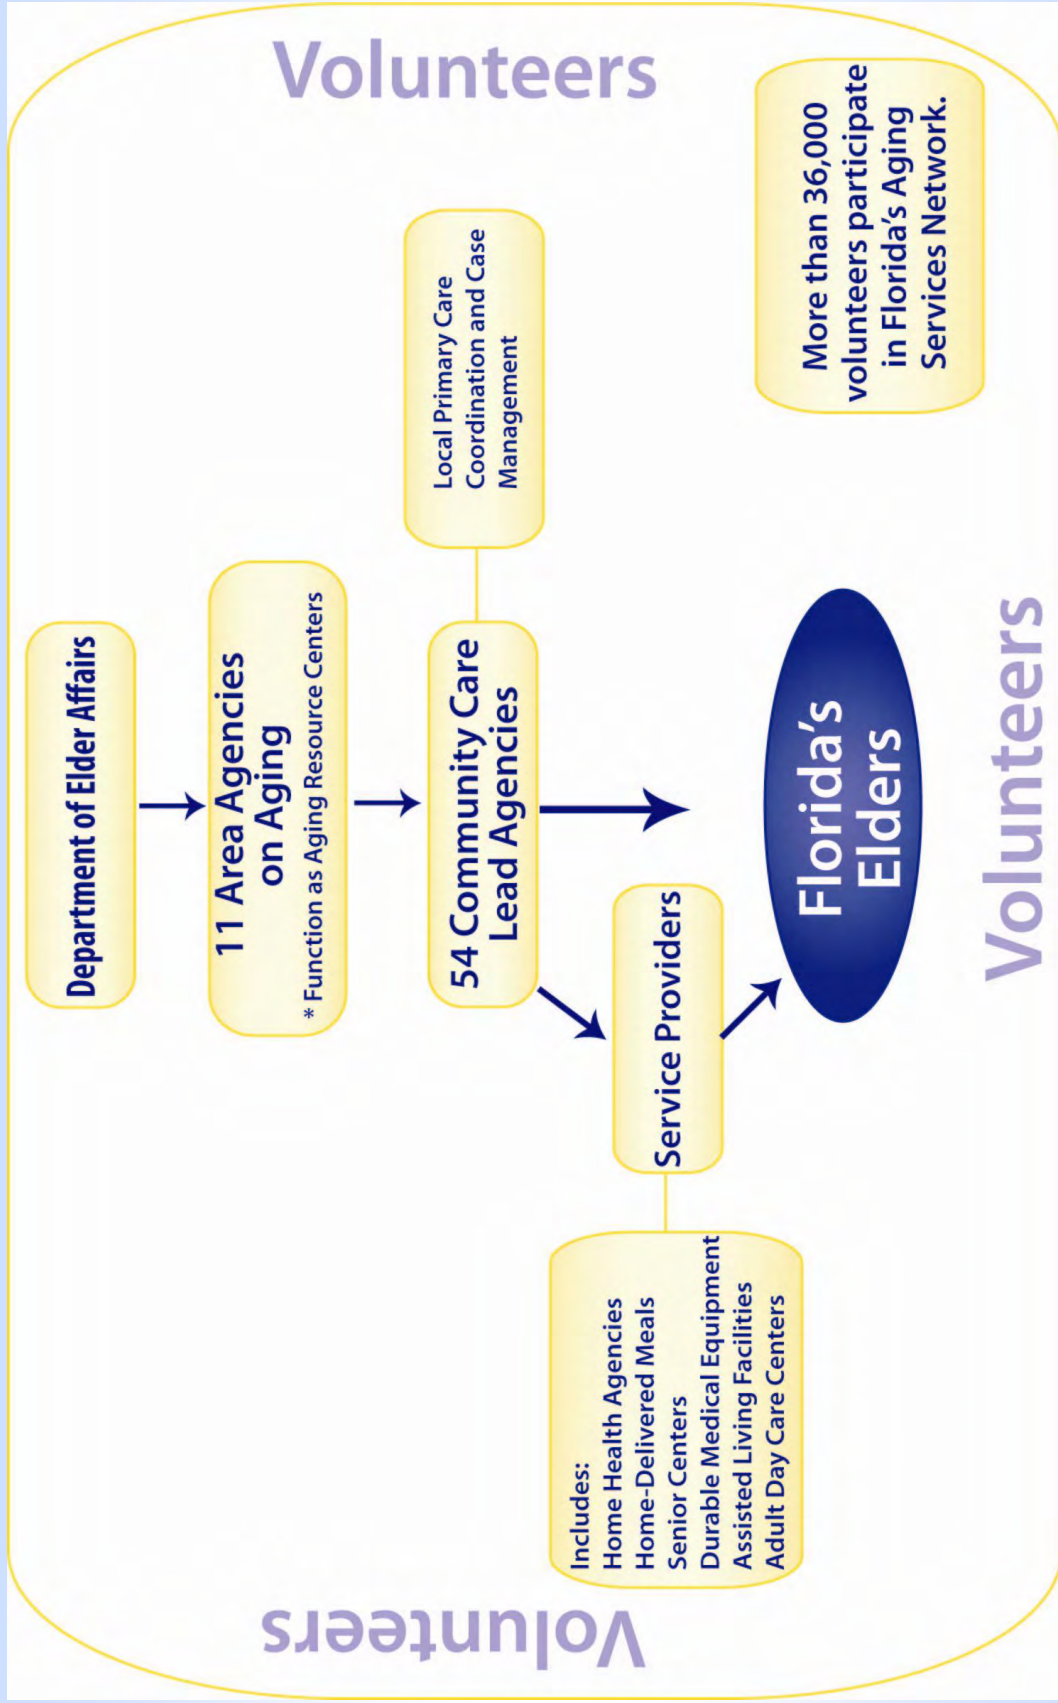 Department of Elder Affairs
11 Area Agencies
on Aging
* Function as Aging Resource Centers
54 Community Care
Lead Agencies
Local Primary Care
Coordination and Case
Management
Service Providers
Includes:
Home Health Agencies
Home-Delivered Meals
Senior Centers
Durable Medical Equipment
Assisted Living Facilities
Adult Day Care Centers
Florida's
Elders
More than 36,000
volunteers participate
in Florida's Aging
Services Network.
Volunteers
Volunteers
Volunteers